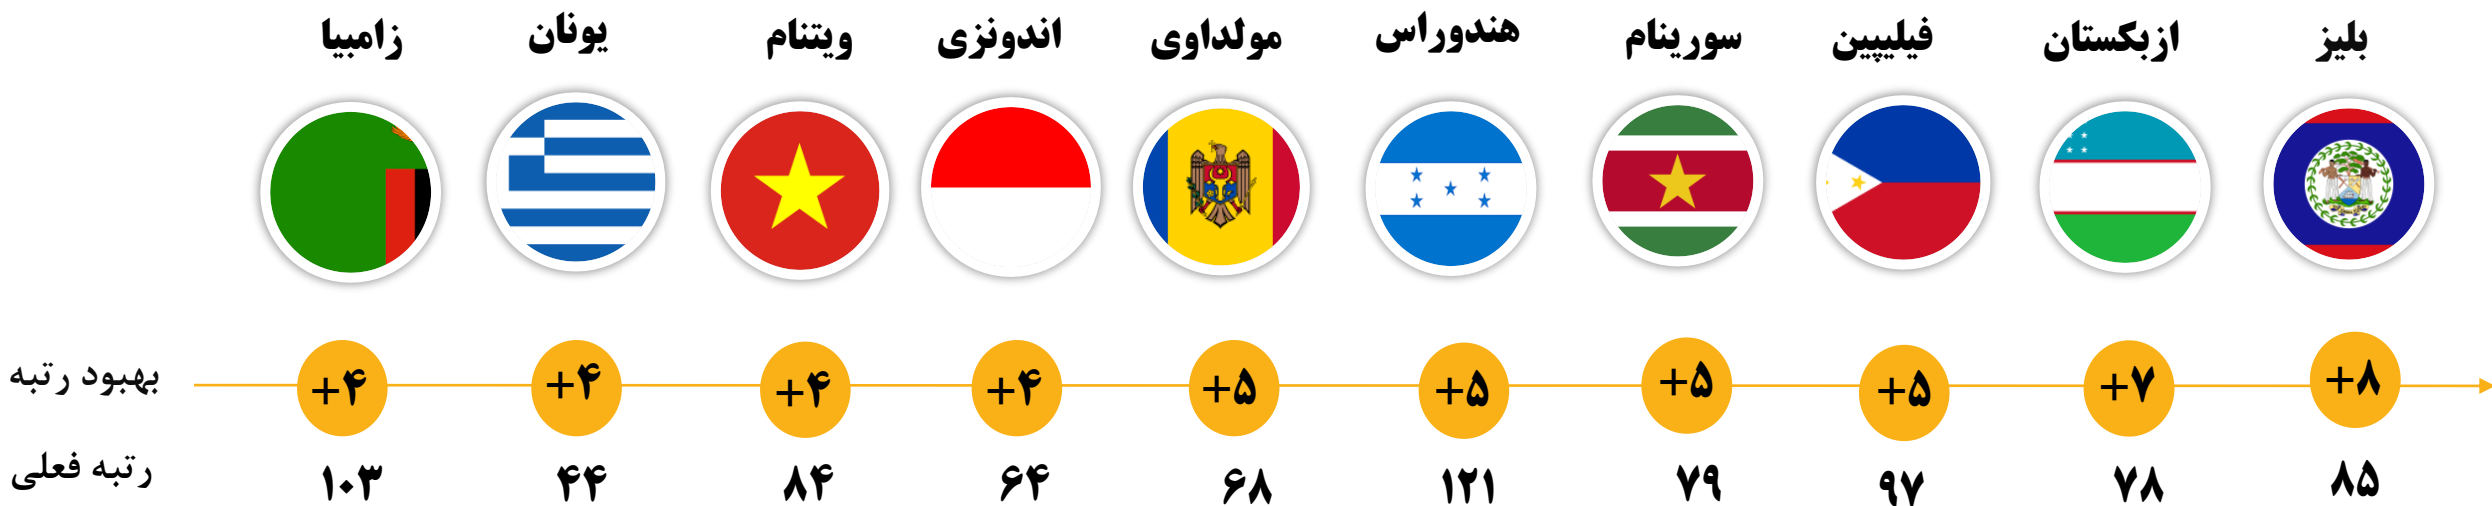 بلیز ازبکستان فیلیپین سورینام هندوراس مولداوی اندونزی ویتنام یونان زامبیا
بهبود رتبه +۴ +۴ +۴ +۴ +۵ +۵ +۵ +۵ +۷ +۸
رتبه فعلی ۱۰۳ ۴۴ ۸۴ ۶۴ ۶۸ ۱۲۱ ۷۹ ۹۷ ۷۸ ۸۵